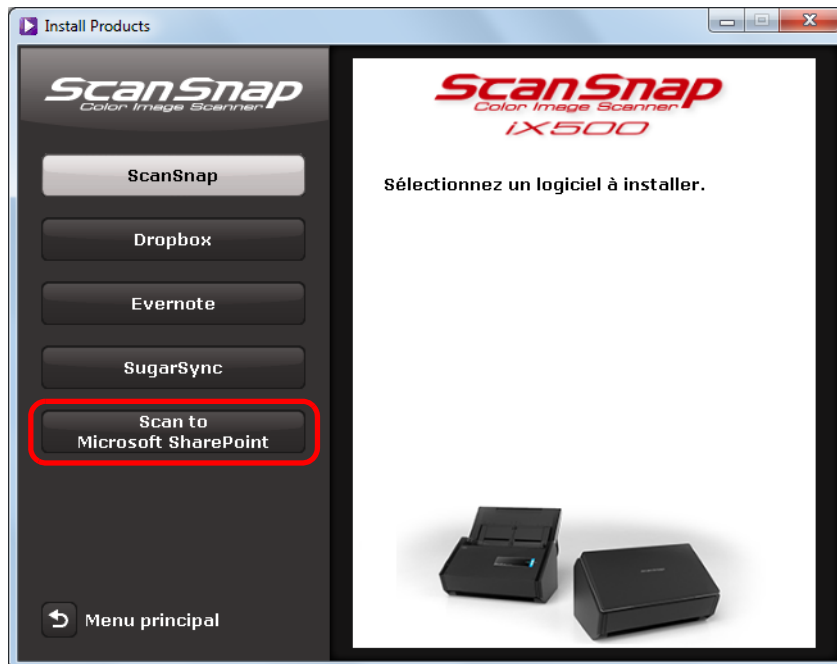 Install Products
ScanSnap
Color Image Scanner
ScanSnap
Dropbox
Evernote
SugarSync
Scan to
Microsoft SharePoint
Menu principal
ScanSnap
Color Image Scanner
iX500
Sélectionnez un logiciel à installer.